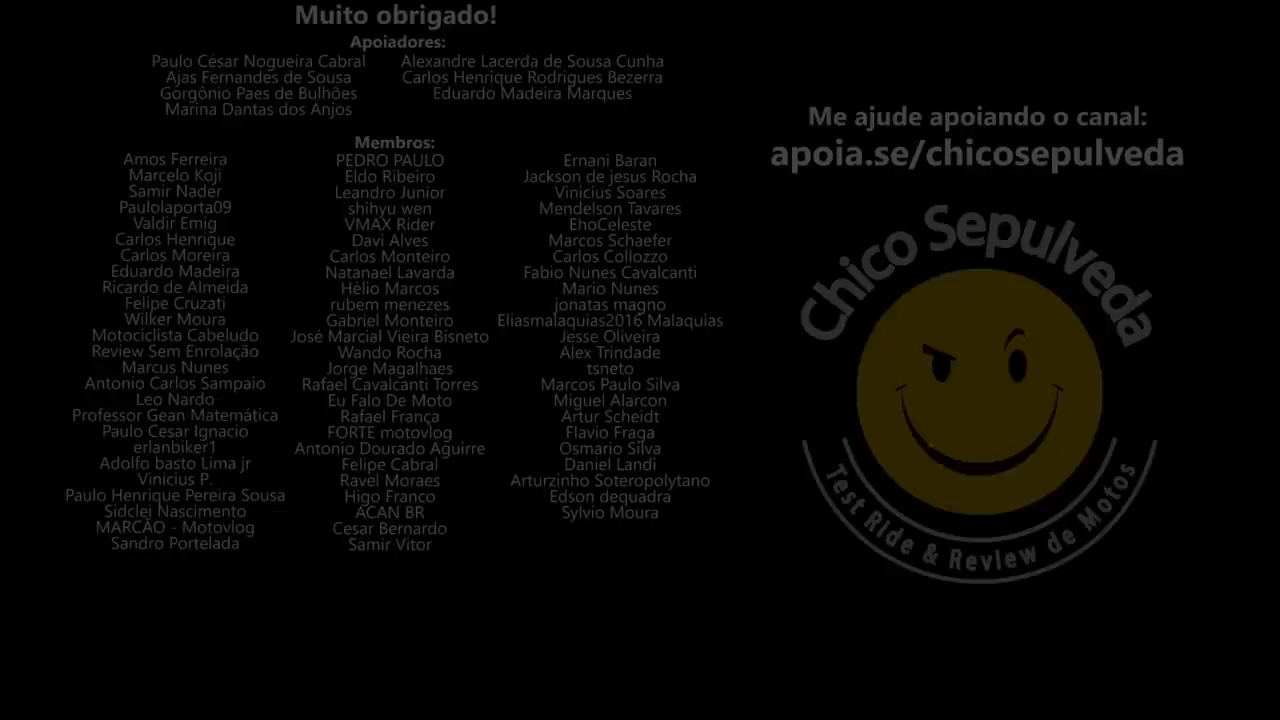 Muito obrigado!
Apoiadores:
Paulo César Nogueira Cabral
Ajas Fernandes de Sousa
Gorgônio Paes de Bulhões
Marina Dantas dos Anjos
Alexandre Lacerda de Sousa Cunha
Carlos Henrique Rodrigues Bezerra
Eduardo Madeira Marques
Membros:
Amos Ferreira
Marcelo Koji
Samir Nader
Paulolaporta09
Valdir Emig
Carlos Henrique
Carlos Moreira
Eduardo Madeira
Ricardo de Almeida
Felipe Cruzati
Wilker Moura
Motociclista Cabeludo
Review Sem Enrolação
Marcus Nunes
Antonio Carlos Sampaio
Leo Nardo
Professor Gean Matemática
Paulo Cesar Ignacio
erlanbiker1
Adolfo basto Lima jr
Vinicius P.
Paulo Henrique Pereira Sousa
Sidclei Nascimento
MARCÃO - Motovlog
Sandro Portelada
PEDRO PAULO
Eldo Ribeiro
Leandro Junior
shihyu wen
VMAX Rider
Davi Alves
Carlos Monteiro
Natanael Lavarda
Hélio Marcos
rubem menezes
Gabriel Monteiro
José Marcial Vieira Bisneto
Wando Rocha
Jorge Magalhaes
Rafael Cavalcanti Torres
Eu Falo De Moto
Rafael França
FORTE motovlog
Antonio Dourado Aguirre
Felipe Cabral
Ravel Moraes
Higo Franco
ACAN BR
Cesar Bernardo
Samir Vitor
Ernani Baran
Jackson de jesus Rocha
Vinicius Soares
Mendelson Tavares
EhoCeleste
Marcos Schaefer
Carlos Collozzo
Fabio Nunes Cavalcanti
Mario Nunes
jonatas magno
Eliasmalaquias2016 Malaquias
Jesse Oliveira
Alex Trindade
tsneto
Marcos Paulo Silva
Miguel Alarcon
Artur Scheidt
Flavio Fraga
Osmario Silva
Daniel Landi
Arturzinho Soteropolytano
Edson dequadra
Sylvio Moura
Me ajude apoiando o canal:
apoia.se/chicosepulveda
Chico Sepulveda
Test Ride & Review de Motos